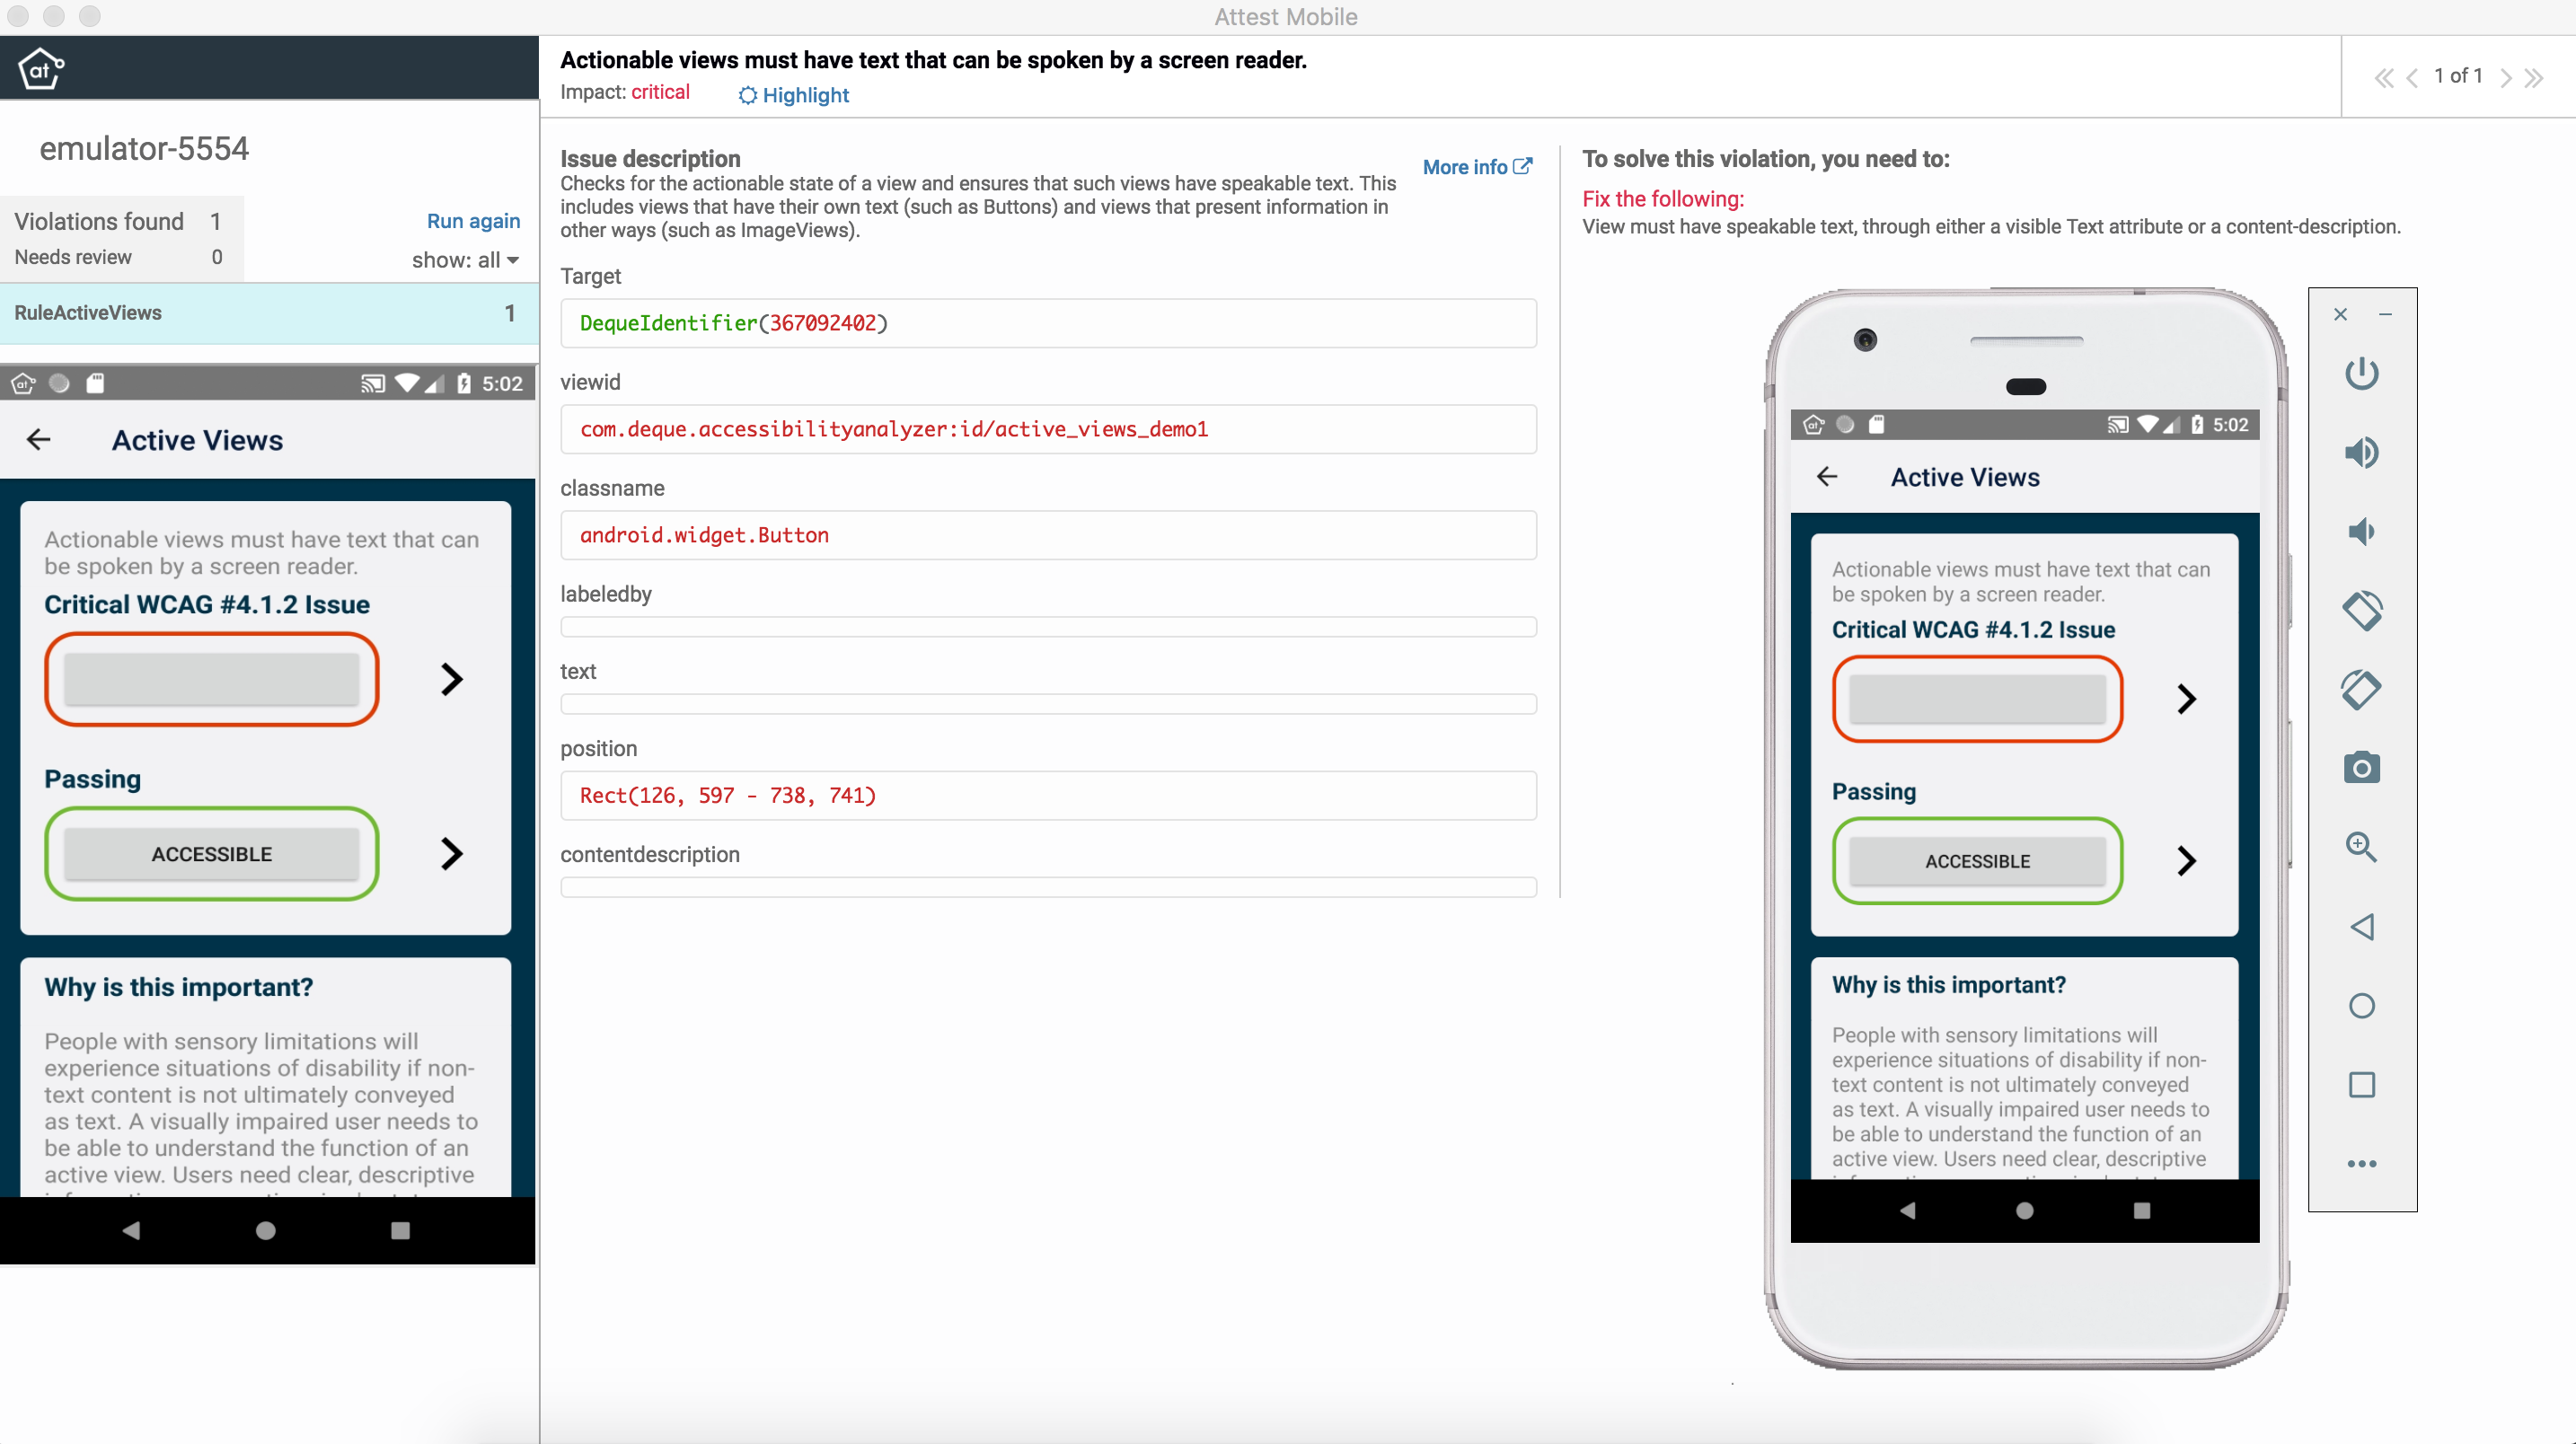 Attest Mobile
at
emulator-5554
Violations found 1
Needs review 0
Run again
show: all
RuleActiveViews 1
at
5:02
Active Views
Actionable views must have text that can
be spoken by a screen reader.
Critical WCAG #4.1.2 Issue
Passing
ACCESSIBLE
Why is this important?
People with sensory limitations will
experience situations of disability if non-
text content is not ultimately conveyed
as text. A visually impaired user needs to
be able to understand the function of an
active view. Users need clear, descriptive
Actionable views must have text that can be spoken by a screen reader.
Impact: critical
Highlight
1 of 1
Issue description
More info
Checks for the actionable state of a view and ensures that such views have speakable text. This
includes views that have their own text (such as Buttons) and views that present information in
other ways (such as ImageViews).
Target
DequeIdentifier(367092402)
viewid
com.deque.accessibilityanalyzer:id/active_views_demo1
classname
android.widget.Button
labeledby
text
position
Rect(126, 597 - 738, 741)
contentdescription
To solve this violation, you need to:
Fix the following:
View must have speakable text, through either a visible Text attribute or a content-description.
at
5:02
Active Views
Actionable views must have text that can
be spoken by a screen reader.
Critical WCAG #4.1.2 Issue
Passing
ACCESSIBLE
Why is this important?
People with sensory limitations will
experience situations of disability if non-
text content is not ultimately conveyed
as text. A visually impaired user needs to
be able to understand the function of an
active view. Users need clear, descriptive